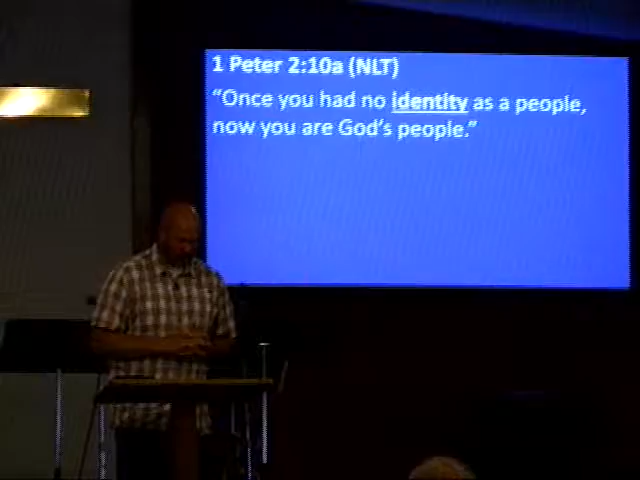 1 Peter 2:10a (NLT)
“Once you had no identity as a people,
now you are God’s people.”